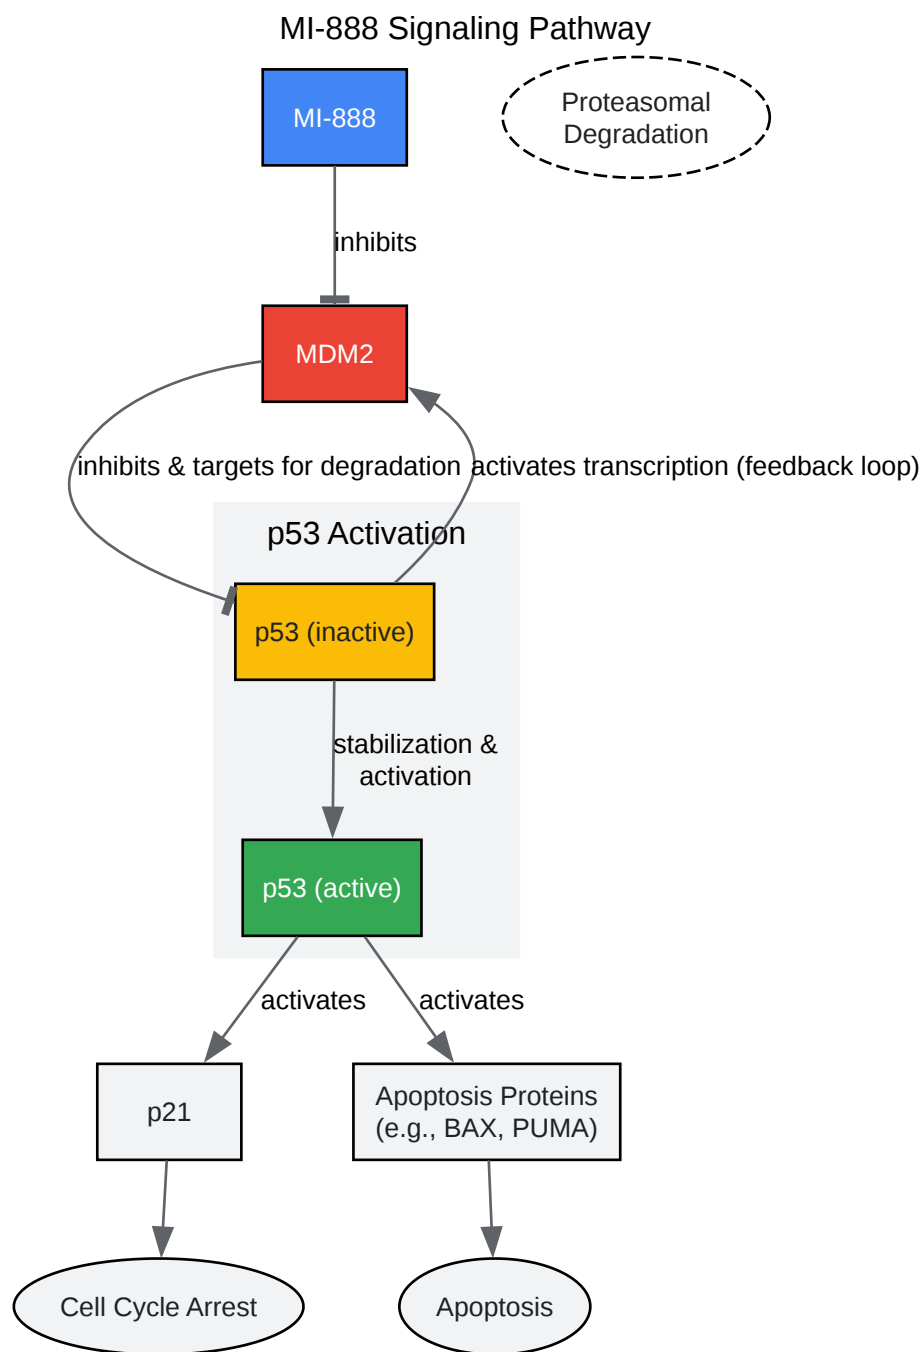 MI-888 Signaling Pathway
MI-888
Proteasomal
Degradation
inhibits
MDM2
inhibits & targets for degradation
activates transcription (feedback loop)
p53 Activation
p53 (inactive)
stabilization &
activation
p53 (active)
activates
activates
p21
Apoptosis Proteins
(e.g., BAX, PUMA)
Cell Cycle Arrest
Apoptosis